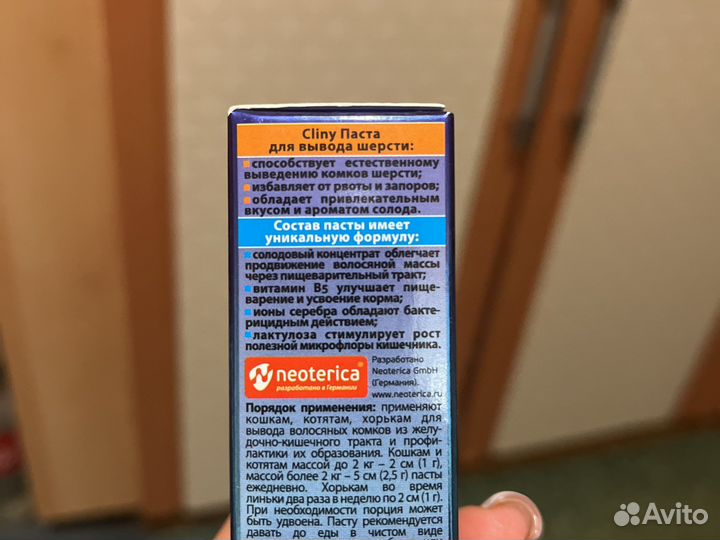 Cliny Паста
для вывода шерсти:
способствует естественному
выведению комков шерсти;
избавляет от рвоты и запоров;
обладает привлекательным
вкусом и ароматом солода.
Состав пасты имеет
уникальную формулу:
солодовый концентрат облегчает
продвижение волосяной массы
через пищеварительный тракт;
витамин В5 улучшает пище-
варение и усвоение корма;
ионы серебра обладают бакте-
рицидным действием;
лактулоза стимулирует рост
полезной микрофлоры кишечника.
neoterica®
разработано в Германии
Разработано
Neoterica GmbH
(Германия).
www.neoterica.ru
Порядок применения: применяют
кошкам, котятам, хорькам для
вывода волосяных комков из желу-
дочно-кишечного тракта и профи-
лактики их образования. Кошкам и
котятам массой до 2 кг – 2 см (1 г),
массой более 2 кг – 5 см (2,5 г) пасты
ежедневно. Хорькам во время
линьки два раза в неделю по 2 см (1 г).
При необходимости порция может
быть удвоена. Пасту рекомендуется
давать до еды в чистом виде
Avito